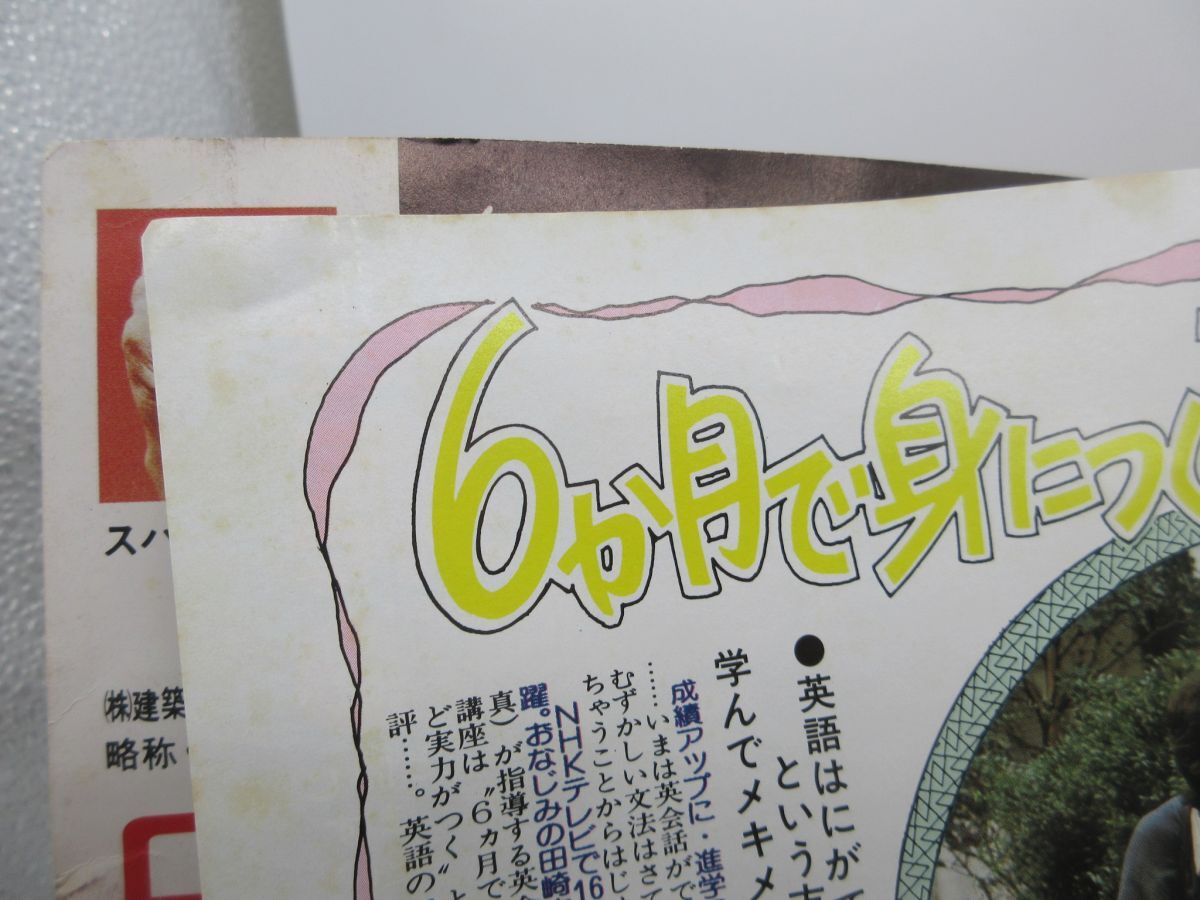 6か月で身につく
●英語はにがて
という方
学んでメキメ
成績アップに・進学
……いまは英会話がで
むずかしい文法はさて
ちゃうことからはじ
NHKテレビで16
躍。おなじみの田崎
真）が指導する英会
講座は〝6ヵ月で
ど実力がつく〟と
評……。英語の
スパ
㈱建築
略称・